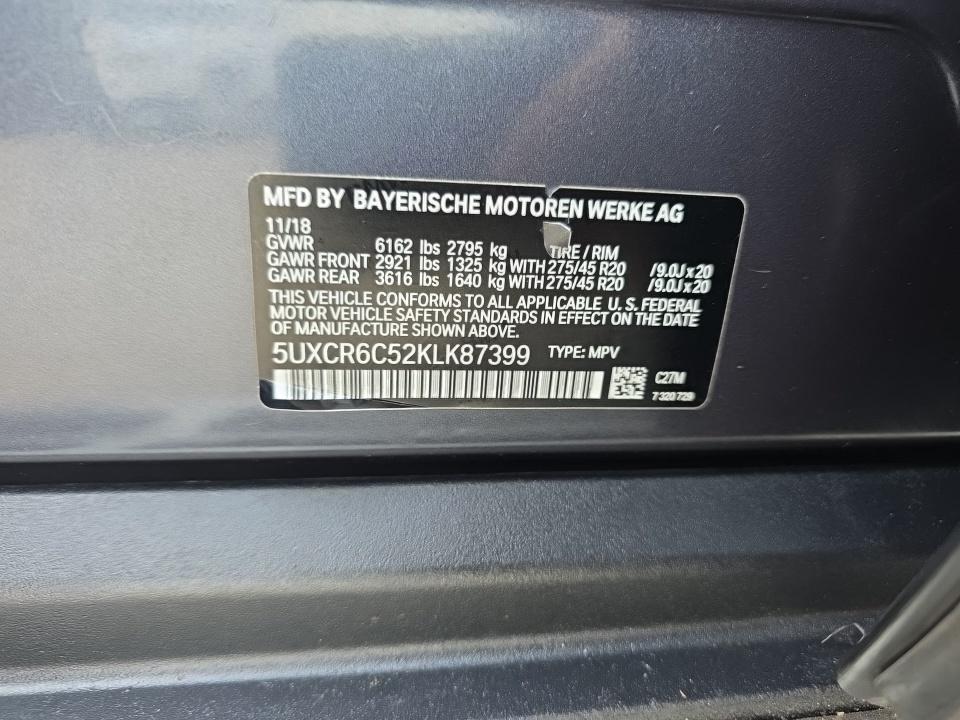 MFD BY BAYERISCHE MOTOREN WERKE AG
11/18
GVWR 6162 lbs 2795 kg TIRE / RIM
GAWR FRONT 2921 lbs 1325 kg WITH 275/45 R20 /9.0J x 20
GAWR REAR 3616 lbs 1640 kg WITH 275/45 R20 /9.0J x 20
THIS VEHICLE CONFORMS TO ALL APPLICABLE U. S. FEDERAL
MOTOR VEHICLE SAFETY STANDARDS IN EFFECT ON THE DATE
OF MANUFACTURE SHOWN ABOVE.
5UXCR6C52KLK87399 TYPE: MPV
C27M
7 320 729